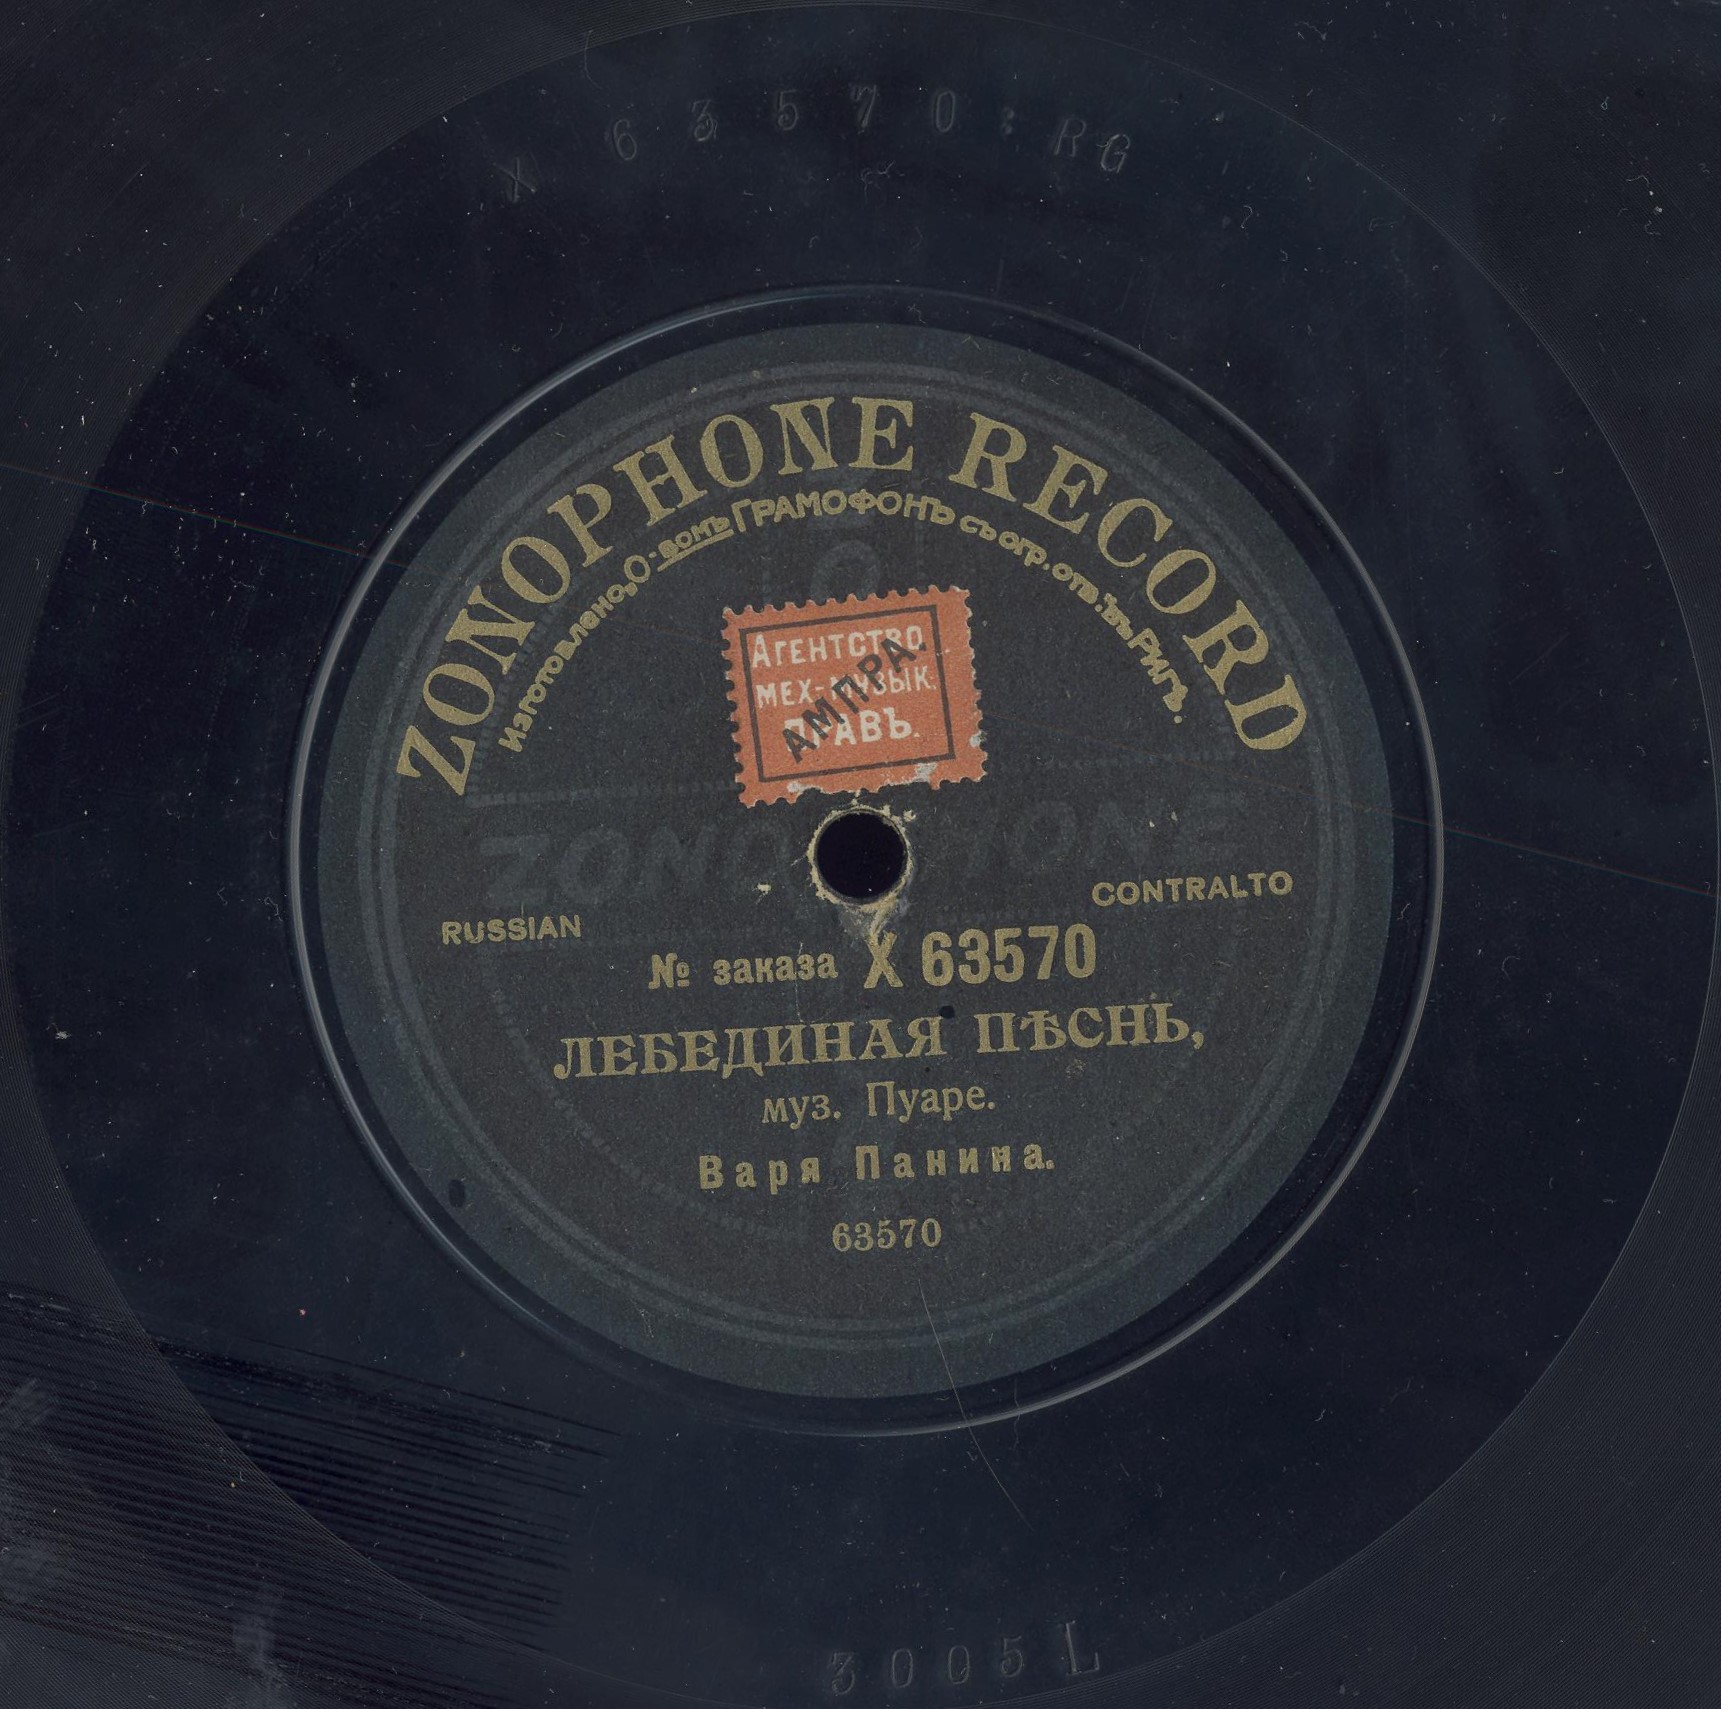 X 63570: RG
ZONOPHONE RECORD
Изготовлено О-вомъ ГРАМОФОНЪ съ огр. отв. въ Ригѣ.
АГЕНТСТВО
МЕХ-МУЗЫК.
ПРАВЪ.
АМПРА.
ZONOPHONE
RUSSIAN
CONTRALTO
№ заказа X 63570
ЛЕБЕДИНАЯ ПѢСНЬ,
муз. Пуаре.
Варя Панина.
63570
3005 L